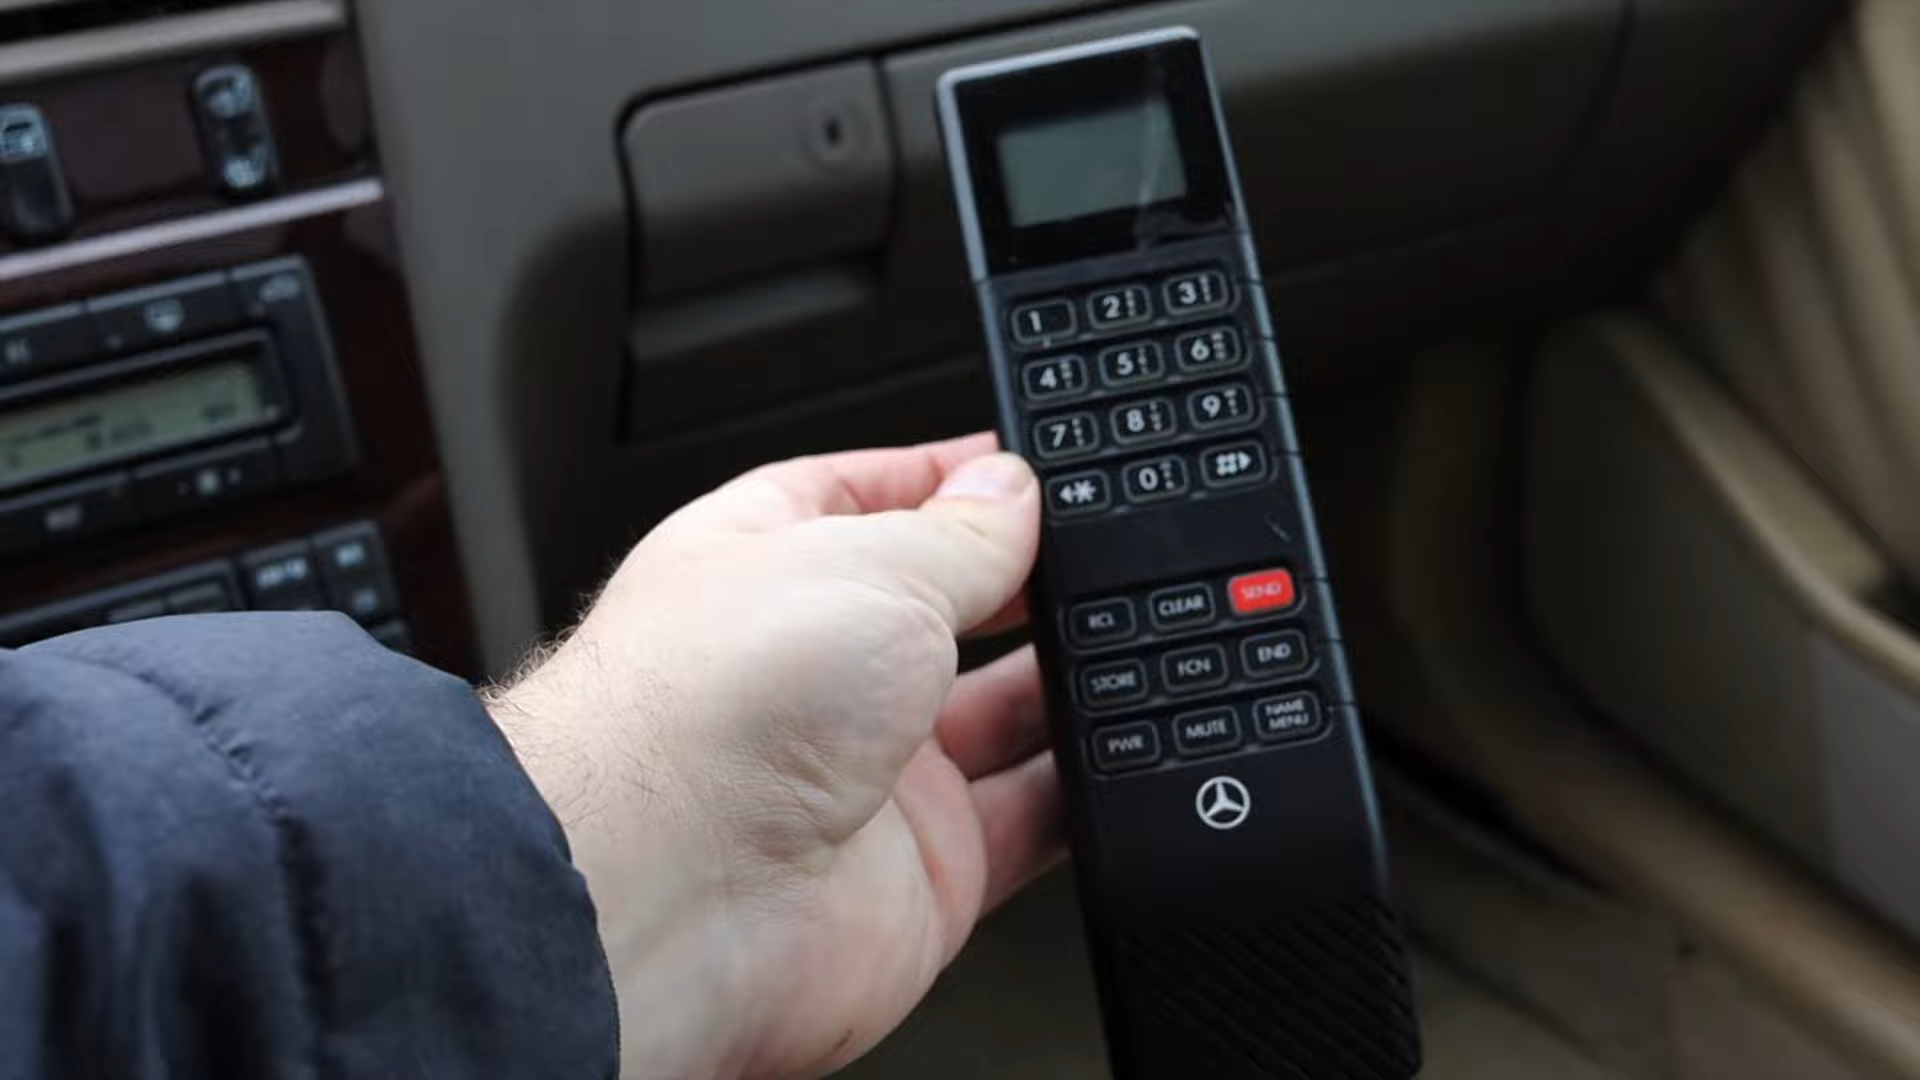 1 2 3
4 5 6
7 8 9
* 0 #
RCL CLEAR SEND
STORE FCN END
PWR MUTE NAME MENU